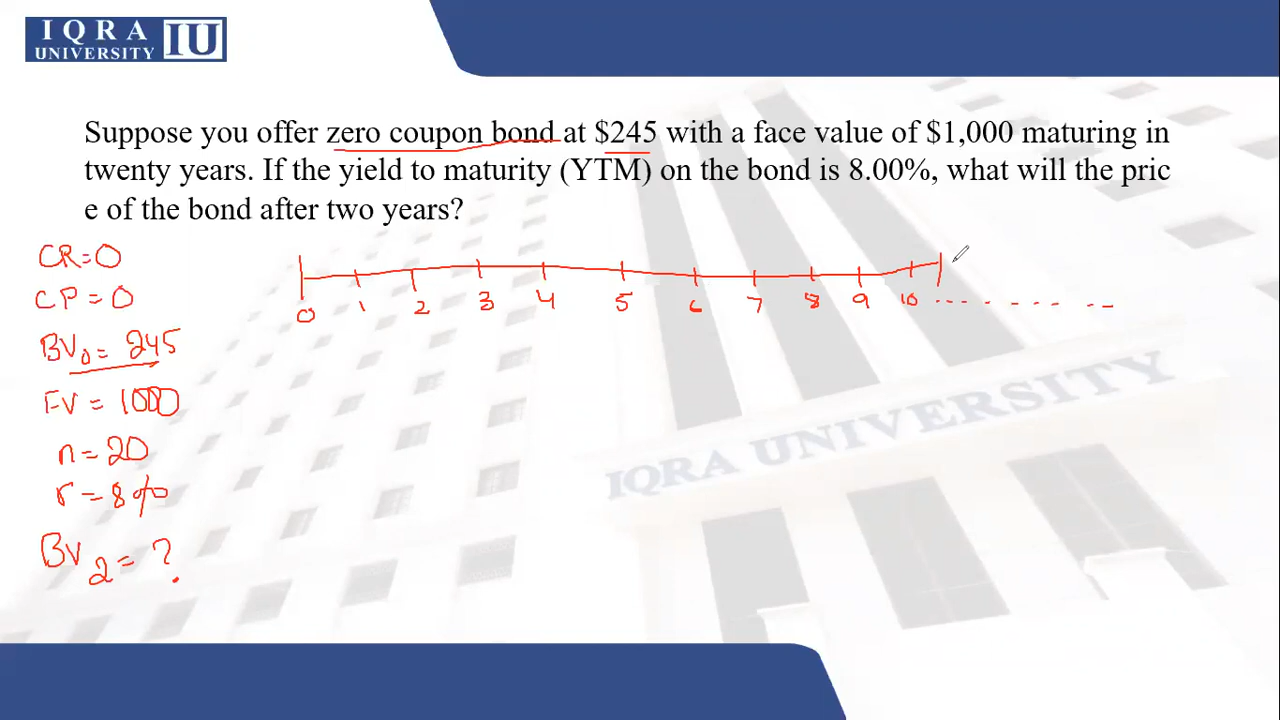 IQRA
UNIVERSITY IU
Suppose you offer zero coupon bond at $245 with a face value of $1,000 maturing in
twenty years. If the yield to maturity (YTM) on the bond is 8.00%, what will the pric
e of the bond after two years?
CR=0
CP=0
BV0=245
FV=1000
n=20
r=8%
BV2=?
0 1 2 3 4 5 6 7 8 9 10 ...........
IQRA UNIVERSITY